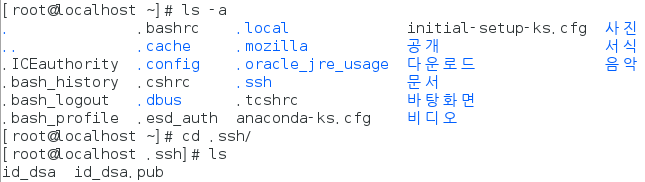 [root@localhost ~]# ls -a
. .bashrc .local initial-setup-ks.cfg 사진
.. .cache .mozilla 공개 서식
.ICEauthority .config .oracle_jre_usage 다운로드 음악
.bash_history .cshrc .ssh 문서
.bash_logout .dbus .tcshrc 바탕화면
.bash_profile .esd_auth anaconda-ks.cfg 비디오
[root@localhost ~]# cd .ssh/
[root@localhost .ssh]# ls
id_dsa id_dsa.pub